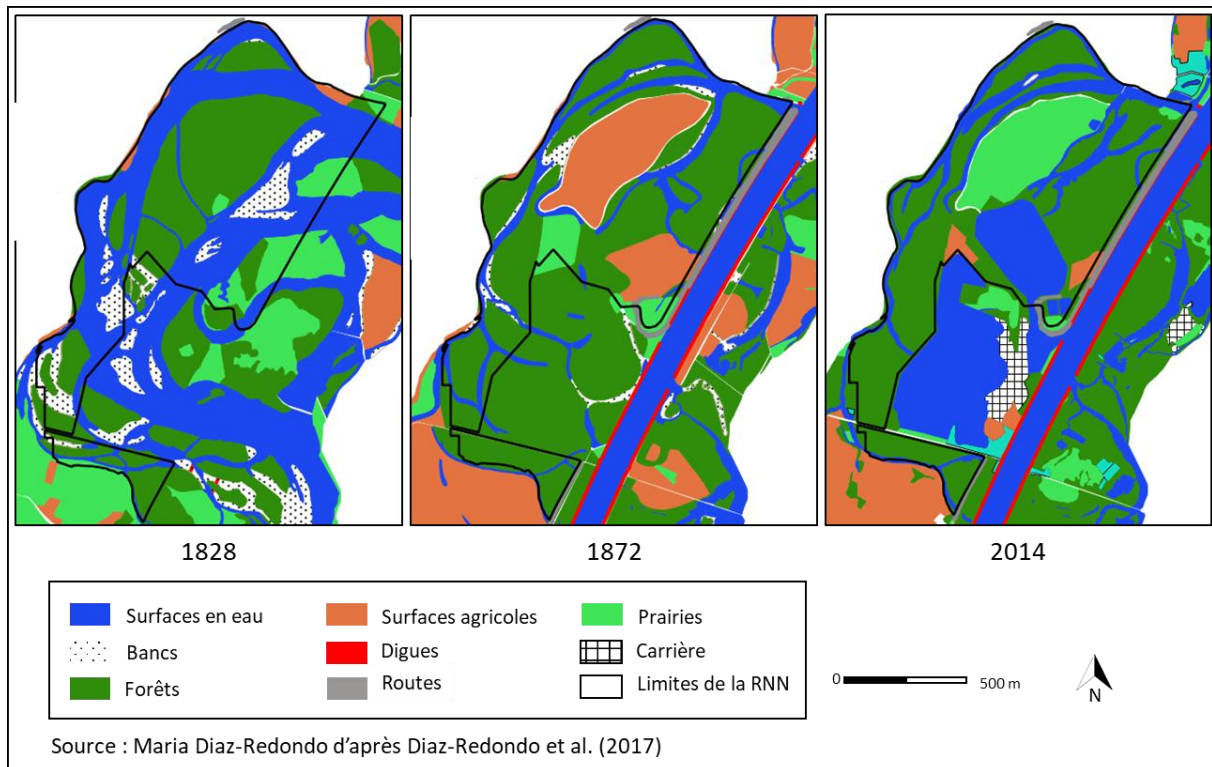 1828 1872 2014
Surfaces en eau Surfaces agricoles Prairies
Bancs Digues Carrière
Forêts Routes Limites de la RNN
0 500 m
N
Source : Maria Diaz-Redondo d’après Diaz-Redondo et al. (2017)